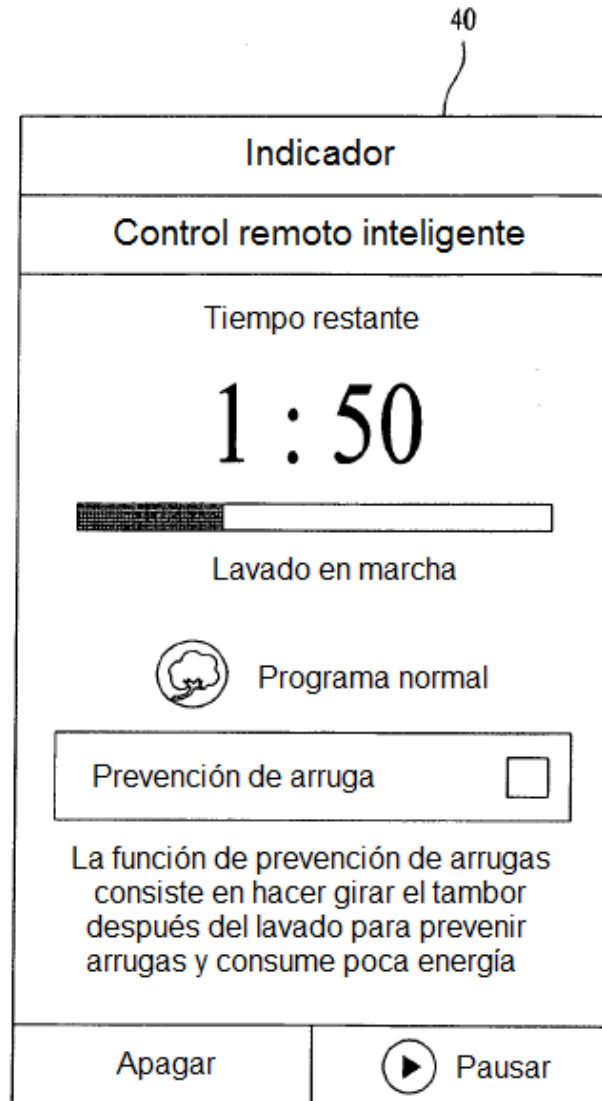 40
Indicador
Control remoto inteligente
Tiempo restante
1 : 50
Lavado en marcha
Programa normal
Prevención de arruga
La función de prevención de arrugas
consiste en hacer girar el tambor
después del lavado para prevenir
arrugas y consume poca energía
Apagar
Pausar